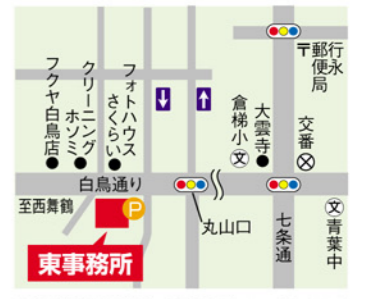 〒行永
郵便局
フォトハウス
さくらい
クリーニング
ホソミ
フクヤ白鳥店
倉梯小
文
大雲寺
交番
白鳥通り
至西舞鶴
P
丸山口
七条通
文
青葉中
東事務所